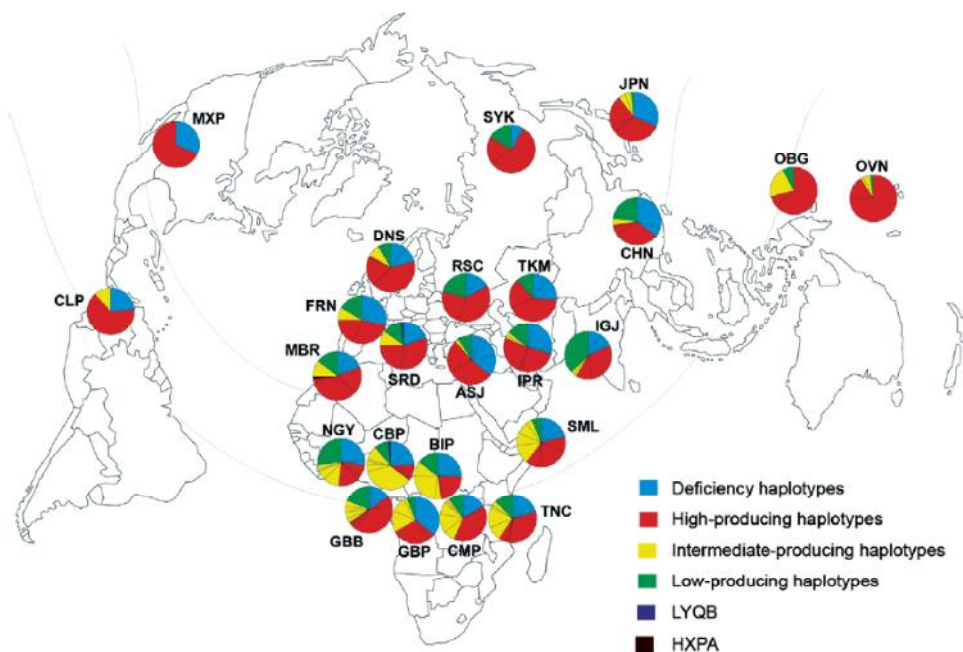 JPN
MXP
SYK
OBG
OVN
CHN
DNS
RSC
TKM
CLP
FRN
IGJ
MBR
SRD
ASJ
IPR
SML
NGY
CBP
BIP
GBB
GBP
CMP
TNC
Deficiency haplotypes
High-producing haplotypes
Intermediate-producing haplotypes
Low-producing haplotypes
LYQB
HXPA